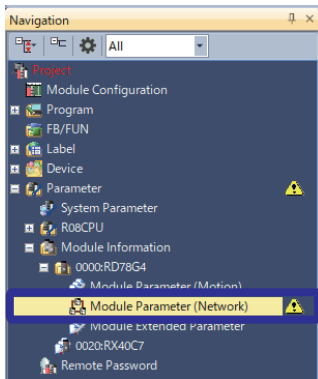 Navigation
All
Project
Module Configuration
Program
FB/FUN
Label
Device
Parameter
System Parameter
R08CPU
Module Information
0000:RD78G4
Module Parameter (Motion)
Module Parameter (Network)
Module Extended Parameter
0020:RX40C7
Remote Password